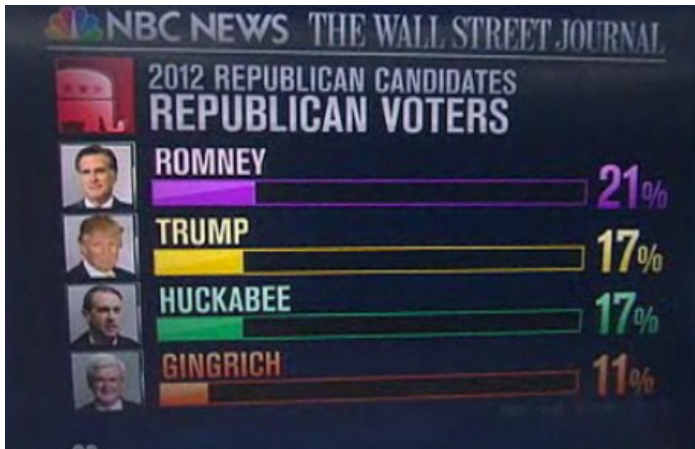 NBC NEWS THE WALL STREET JOURNAL
2012 REPUBLICAN CANDIDATES
REPUBLICAN VOTERS
ROMNEY
21%
TRUMP
17%
HUCKABEE
17%
GINGRICH
11%